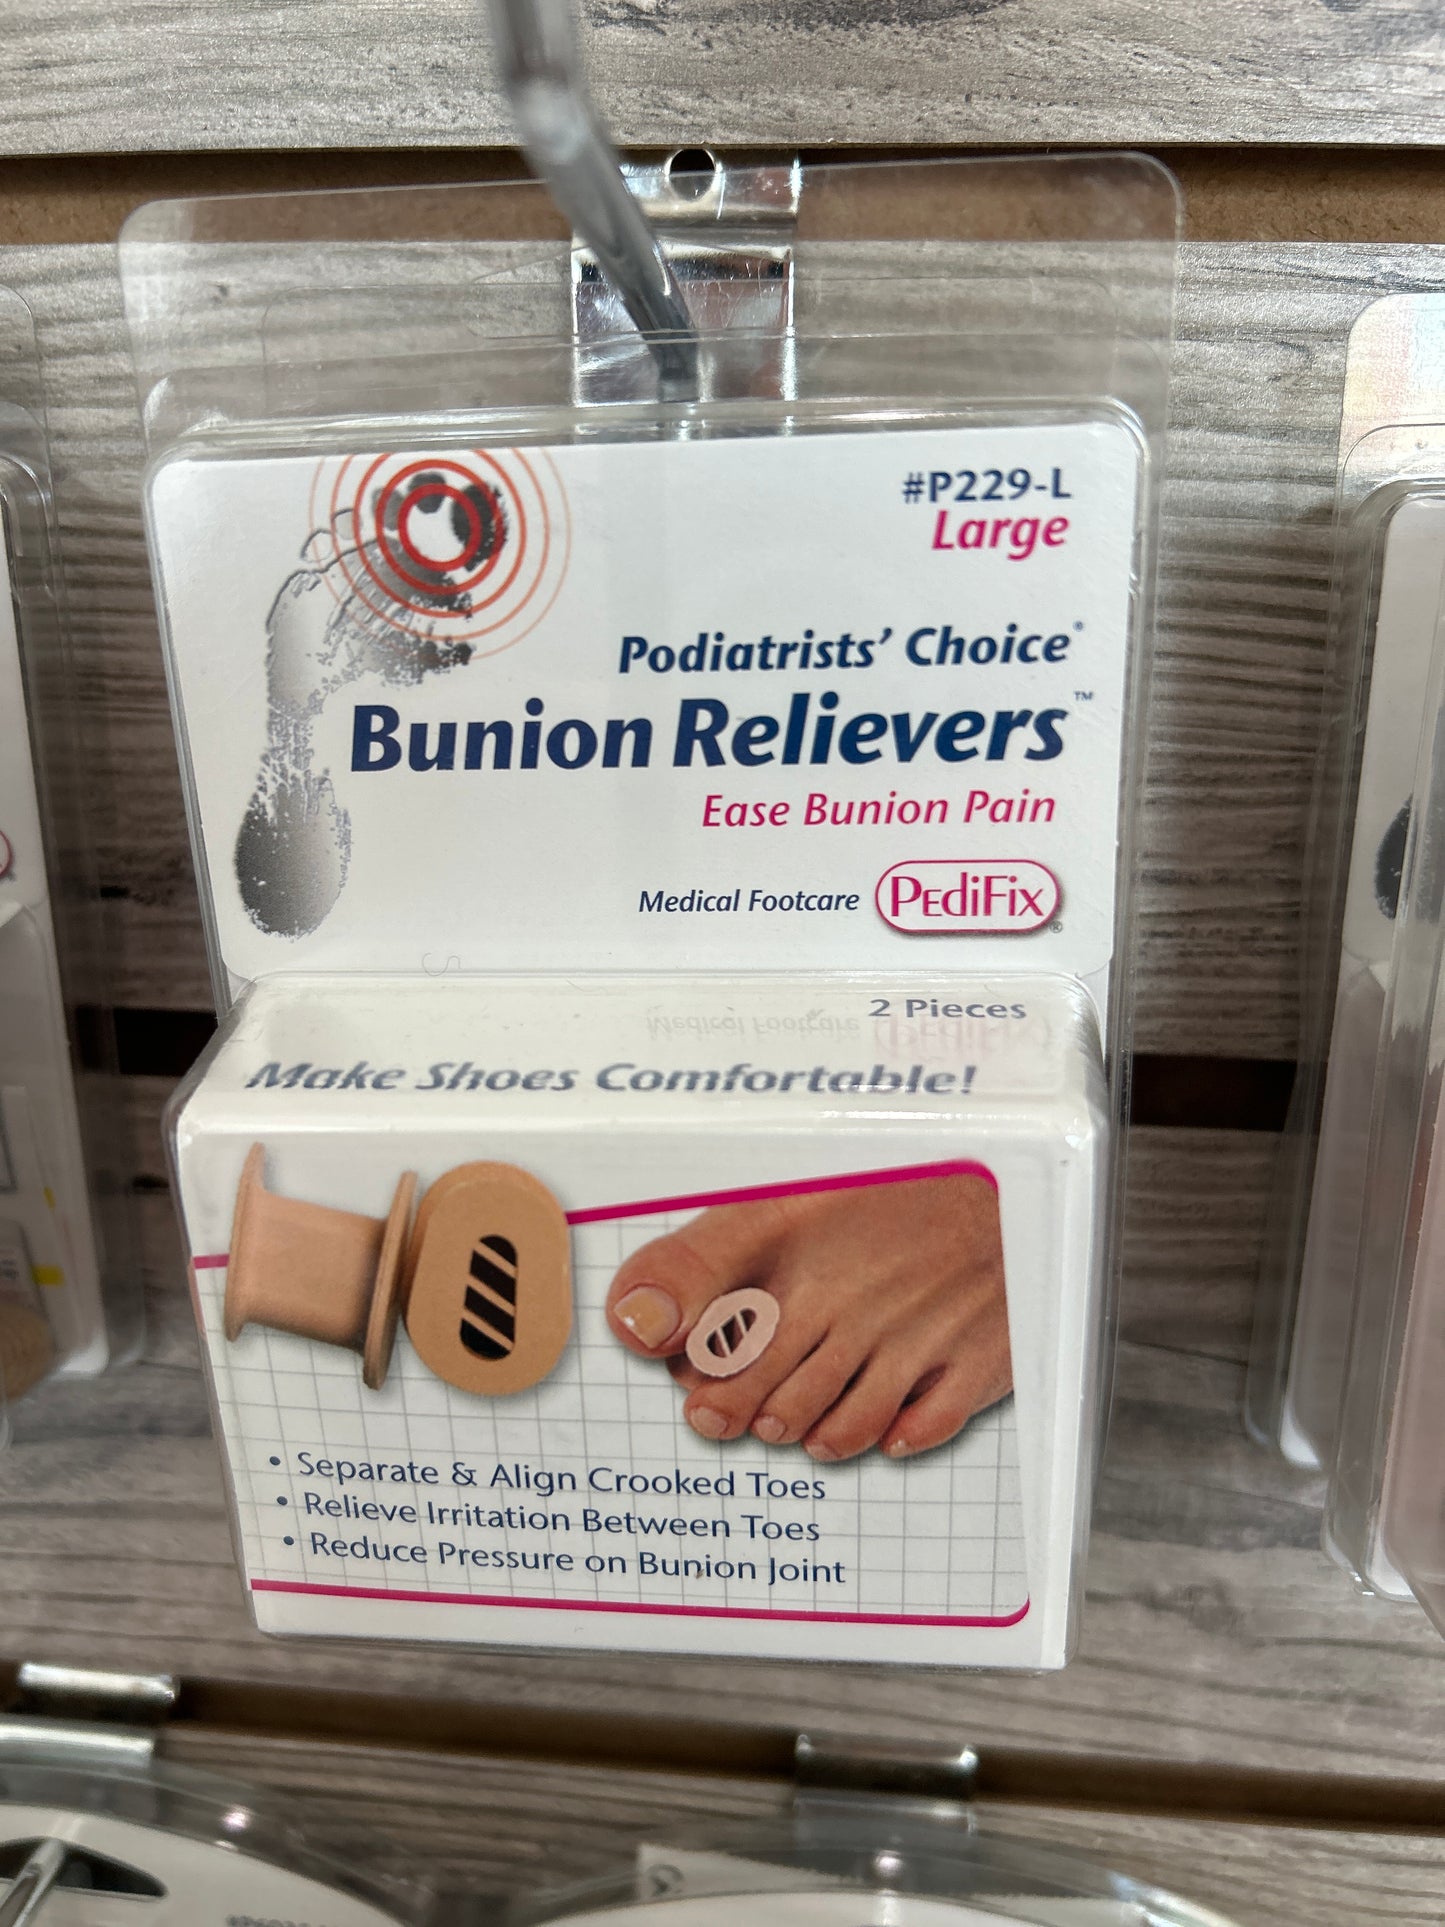 #P229-L
Large
Podiatrists' Choice®
Bunion Relievers™
Ease Bunion Pain
Medical Footcare PEDiFix®
2 Pieces
Make Shoes Comfortable!
• Separate & Align Crooked Toes
• Relieve Irritation Between Toes
• Reduce Pressure on Bunion Joint